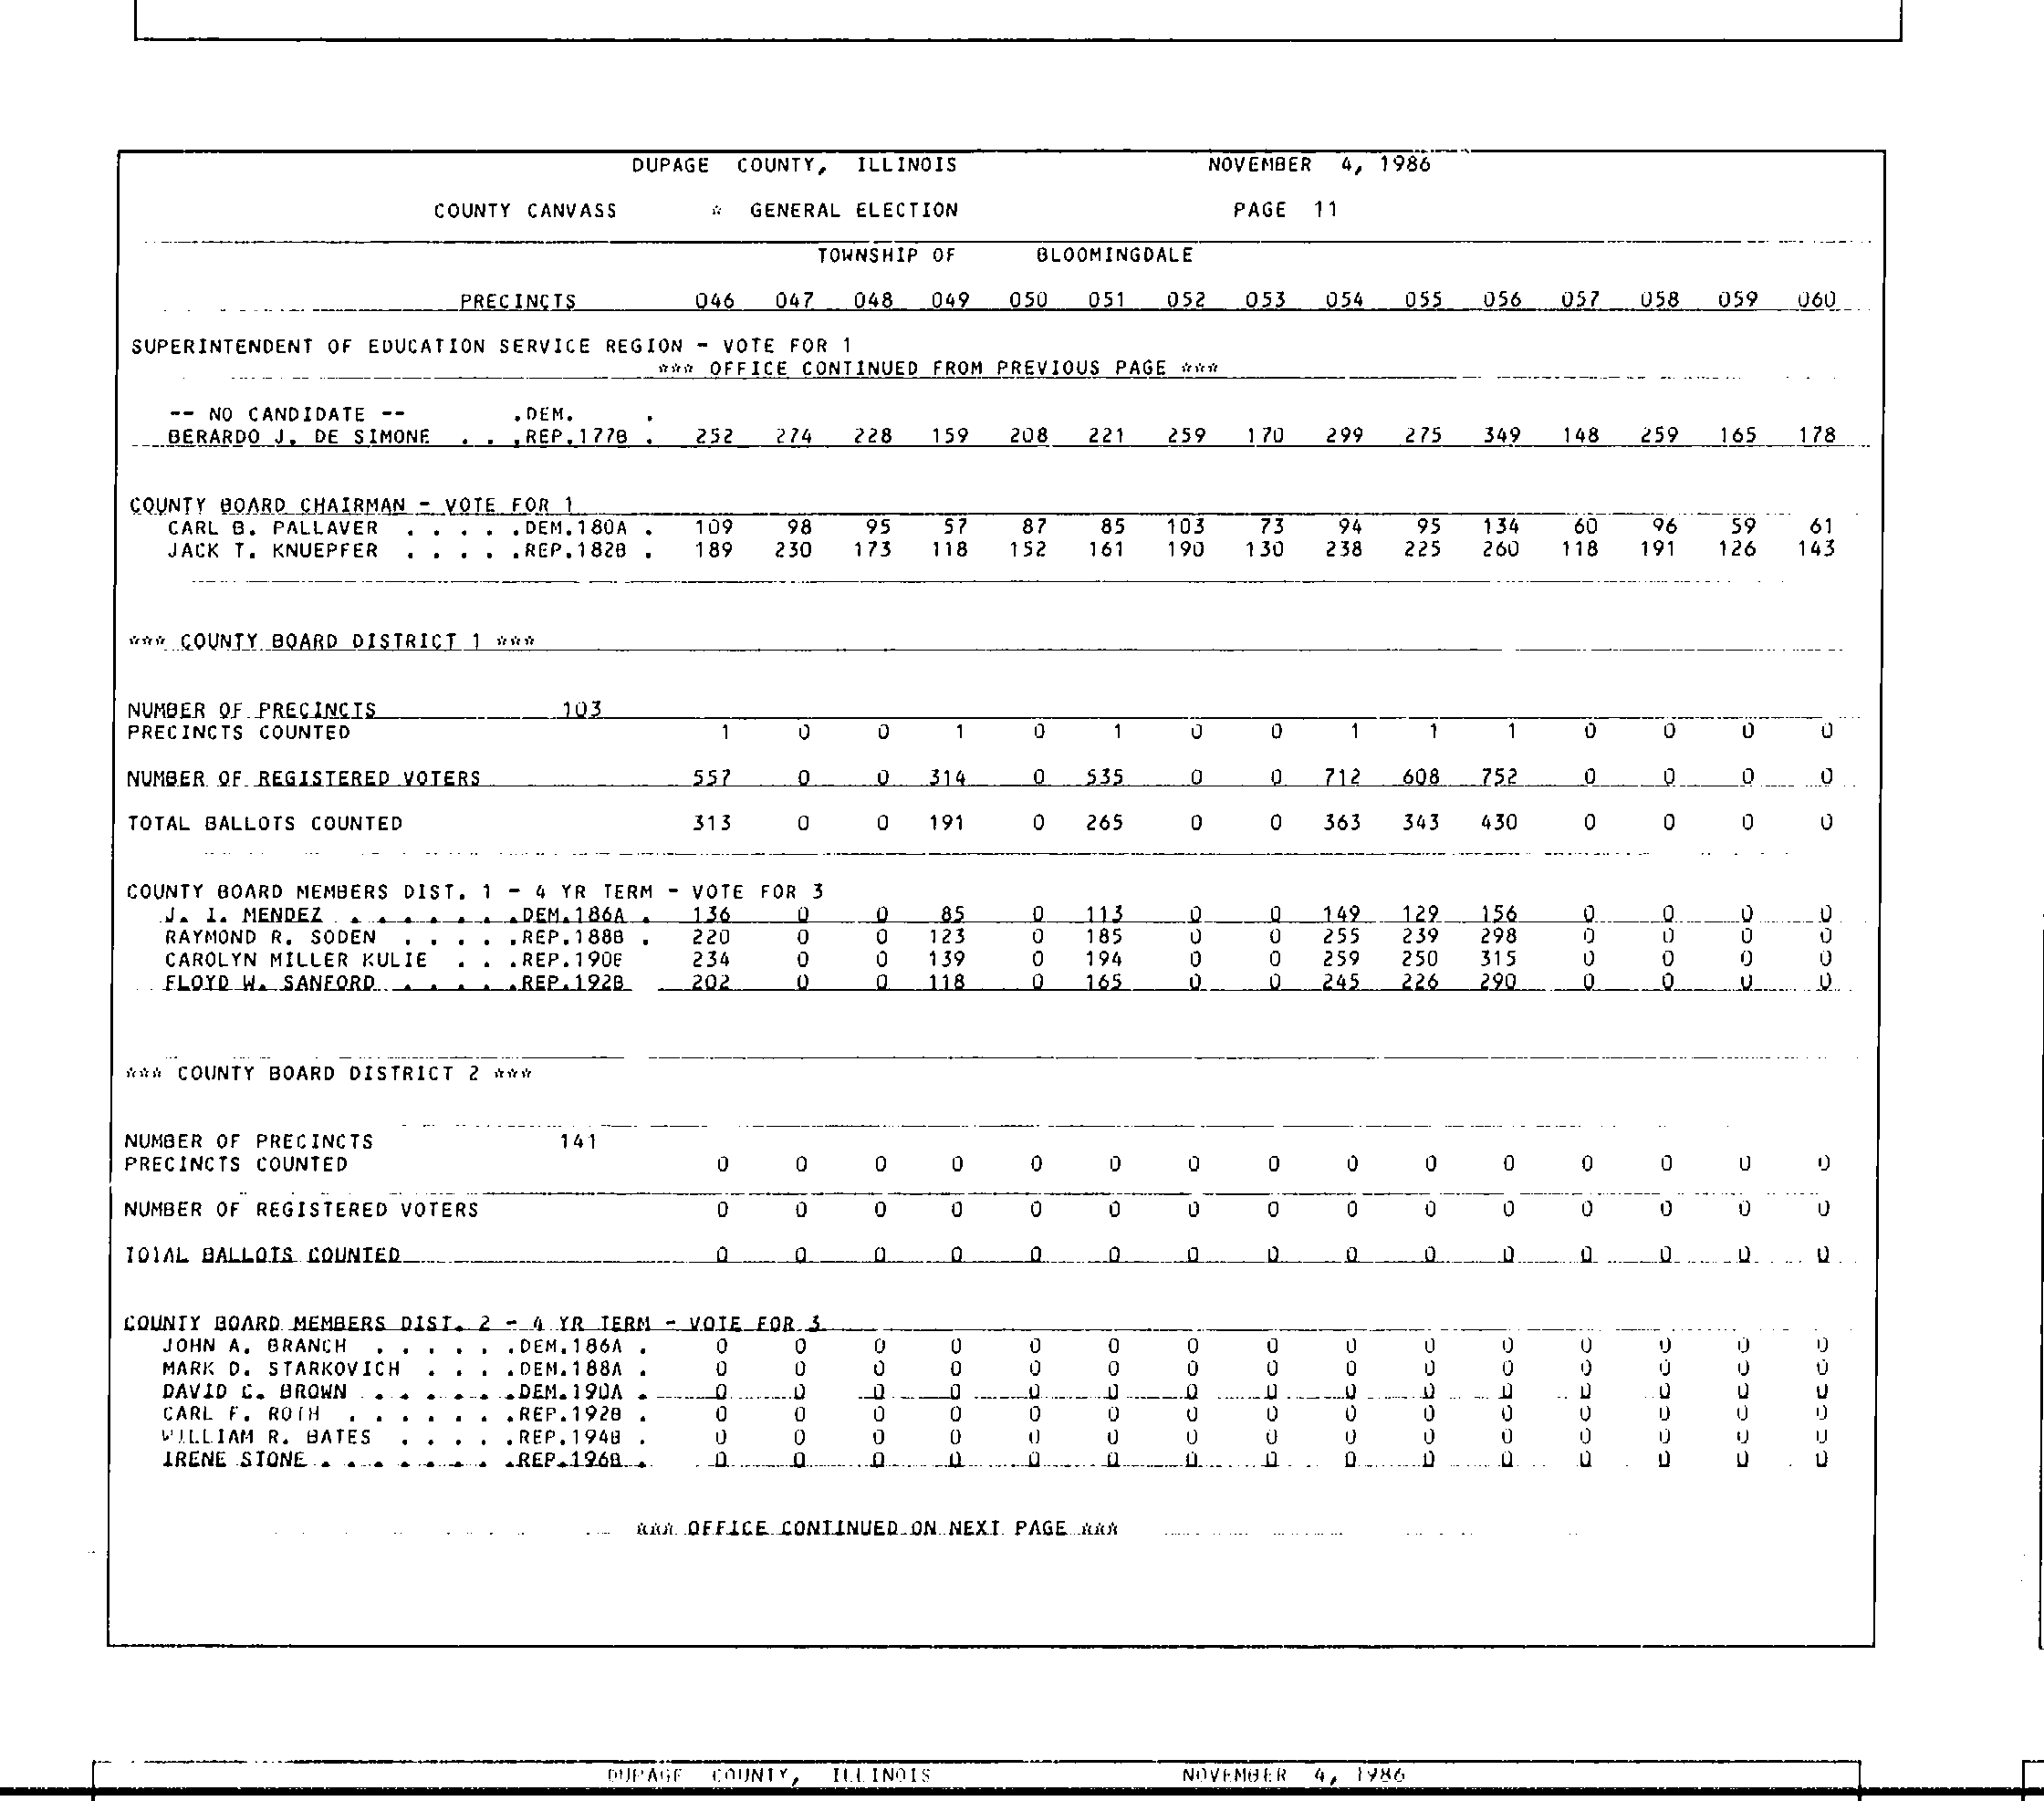 DUPAGE COUNTY, ILLINOIS NOVEMBER 4, 1986
COUNTY CANVASS * GENERAL ELECTION PAGE 11
TOWNSHIP OF BLOOMINGDALE
PRECINCTS 046 047 048 049 050 051 052 053 054 055 056 057 058 059 060
SUPERINTENDENT OF EDUCATION SERVICE REGION - VOTE FOR 1
*** OFFICE CONTINUED FROM PREVIOUS PAGE ***
-- NO CANDIDATE -- .DEM. .
BERARDO J. DE SIMONE . . .REP.177B . 252 274 228 159 208 221 259 170 299 275 349 148 259 165 178
COUNTY BOARD CHAIRMAN - VOTE FOR 1
CARL B. PALLAVER . . . . .DEM.180A . 109 98 95 57 87 85 103 73 94 95 134 60 96 59 61
JACK T. KNUEPFER . . . . .REP.182B . 189 230 173 118 152 161 190 130 238 225 260 118 191 126 143
*** COUNTY BOARD DISTRICT 1 ***
NUMBER OF PRECINCTS 103
PRECINCTS COUNTED 1 0 0 1 0 1 0 0 1 1 1 0 0 0 0
NUMBER OF REGISTERED VOTERS 557 0 0 314 0 535 0 0 712 608 752 0 0 0 0
TOTAL BALLOTS COUNTED 313 0 0 191 0 265 0 0 363 343 430 0 0 0 0
COUNTY BOARD MEMBERS DIST. 1 - 4 YR TERM - VOTE FOR 3
J. I. MENDEZ . . . . . . .DEM.186A . 136 0 0 85 0 113 0 0 149 129 156 0 0 0 0
RAYMOND R. SODEN . . . . .REP.188B . 220 0 0 123 0 185 0 0 255 239 298 0 0 0 0
CAROLYN MILLER KULIE . . .REP.190B 234 0 0 139 0 194 0 0 259 250 315 0 0 0 0
FLOYD W. SANFORD . . . . .REP.192B 202 0 0 118 0 165 0 0 245 226 290 0 0 0 0
*** COUNTY BOARD DISTRICT 2 ***
NUMBER OF PRECINCTS 141
PRECINCTS COUNTED 0 0 0 0 0 0 0 0 0 0 0 0 0 0 0
NUMBER OF REGISTERED VOTERS 0 0 0 0 0 0 0 0 0 0 0 0 0 0 0
TOTAL BALLOTS COUNTED 0 0 0 0 0 0 0 0 0 0 0 0 0 0 0
COUNTY BOARD MEMBERS DIST. 2 - 4 YR TERM - VOTE FOR 3
JOHN A. BRANCH . . . . . .DEM.186A . 0 0 0 0 0 0 0 0 0 0 0 0 0 0 0
MARK D. STARKOVICH . . . .DEM.188A . 0 0 0 0 0 0 0 0 0 0 0 0 0 0 0
DAVID C. BROWN . . . . . .DEM.190A . 0 0 0 0 0 0 0 0 0 0 0 0 0 0 0
CARL F. ROTH . . . . . . .REP.192B . 0 0 0 0 0 0 0 0 0 0 0 0 0 0 0
WILLIAM R. BATES . . . . .REP.194B . 0 0 0 0 0 0 0 0 0 0 0 0 0 0 0
IRENE STONE . . . . . . . .REP.196B . 0 0 0 0 0 0 0 0 0 0 0 0 0 0 0
*** OFFICE CONTINUED ON NEXT PAGE ***
DUPAGE COUNTY, ILLINOIS NOVEMBER 4, 1986